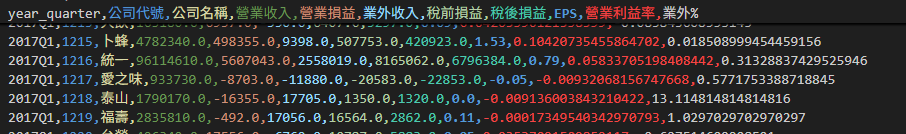 year_quarter,公司代號,公司名稱,營業收入,營業損益,業外收入,稅前損益,稅後損益,EPS,營業利益率,業外%
2017Q1,1215,卜蜂,4782340.0,498355.0,9398.0,507753.0,420923.0,1.53,0.10420735455864702,0.018508999454459156
2017Q1,1216,統一,96114610.0,5607043.0,2558019.0,8165062.0,6796384.0,0.79,0.05833705198408442,0.31328837429525946
2017Q1,1217,愛之味,933730.0,-8703.0,-11880.0,-20583.0,-22853.0,-0.05,-0.00932068156747668,0.5771753388718845
2017Q1,1218,泰山,1790170.0,-16355.0,17705.0,1350.0,1320.0,0.0,-0.009136003843210422,13.114814814814816
2017Q1,1219,福壽,2835810.0,-492.0,17056.0,16564.0,2862.0,0.11,-0.00017349540342970793,1.0297029702970297